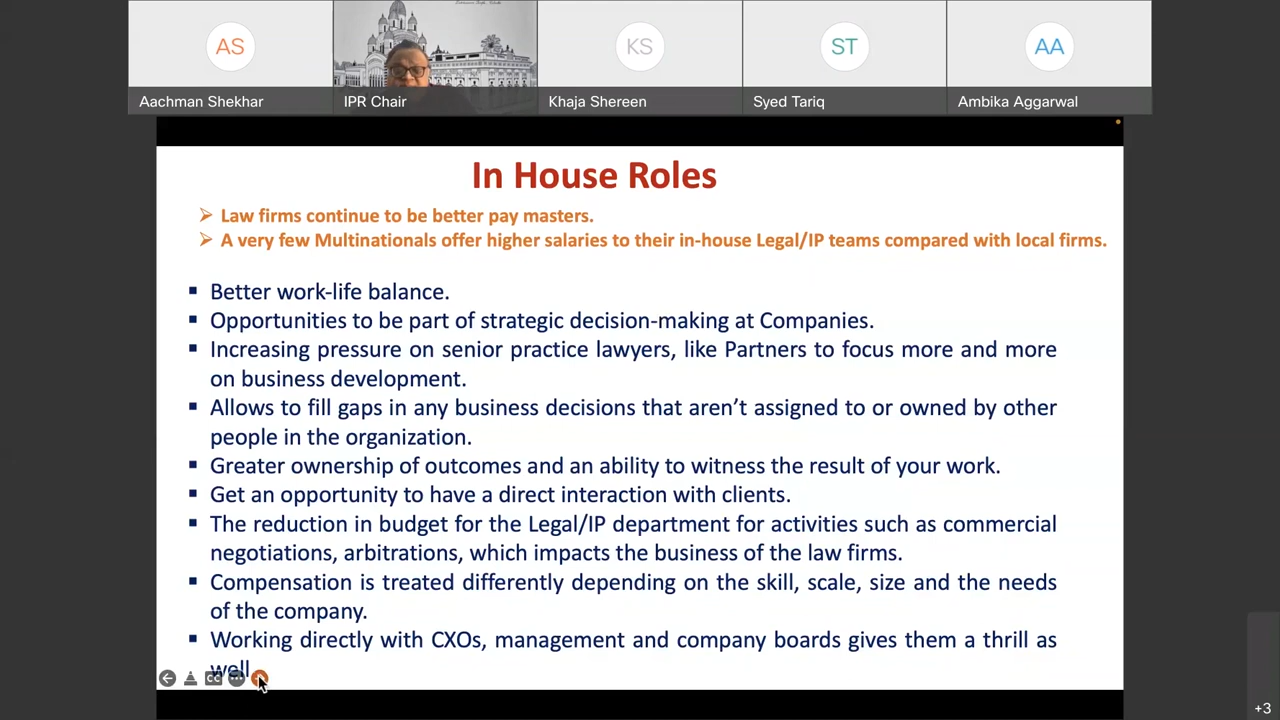 AS
KS
ST
AA
Aachman Shekhar
IPR Chair
Khaja Shereen
Syed Tariq
Ambika Aggarwal
In House Roles
➢ Law firms continue to be better pay masters.
➢ A very few Multinationals offer higher salaries to their in-house Legal/IP teams compared with local firms.
▪ Better work-life balance.
▪ Opportunities to be part of strategic decision-making at Companies.
▪ Increasing pressure on senior practice lawyers, like Partners to focus more and more
on business development.
▪ Allows to fill gaps in any business decisions that aren’t assigned to or owned by other
people in the organization.
▪ Greater ownership of outcomes and an ability to witness the result of your work.
▪ Get an opportunity to have a direct interaction with clients.
▪ The reduction in budget for the Legal/IP department for activities such as commercial
negotiations, arbitrations, which impacts the business of the law firms.
▪ Compensation is treated differently depending on the skill, scale, size and the needs
of the company.
▪ Working directly with CXOs, management and company boards gives them a thrill as
well
CC
+3